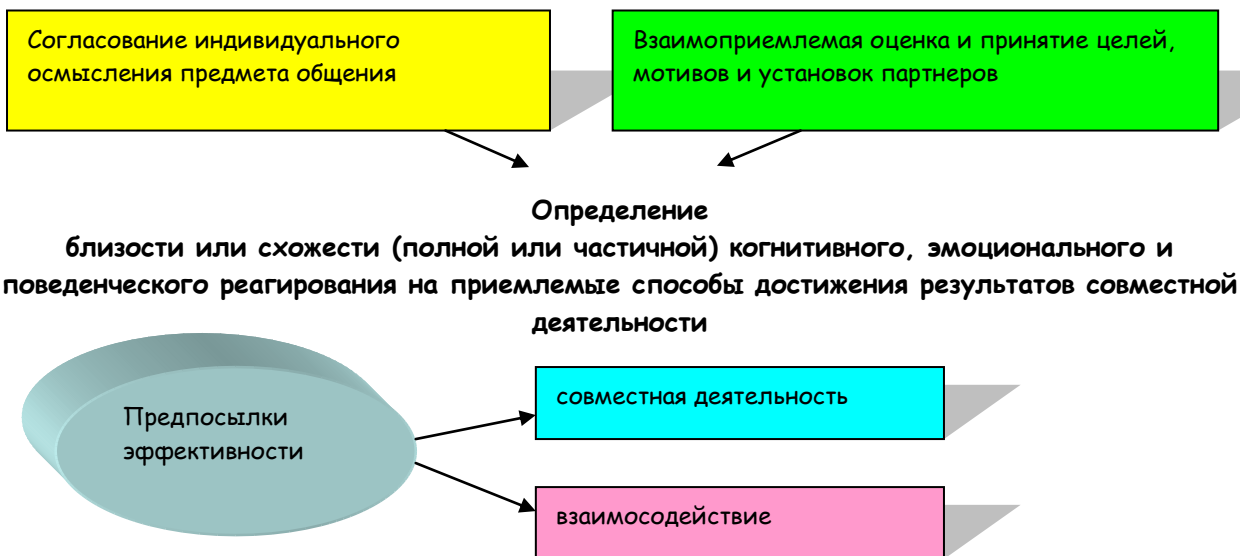 Согласование индивидуального
осмысления предмета общения
Взаимоприемлемая оценка и принятие целей,
мотивов и установок партнеров
Определение
близости или схожести (полной или частичной) когнитивного, эмоционального и
поведенческого реагирования на приемлемые способы достижения результатов совместной
деятельности
Предпосылки
эффективности
совместная деятельность
взаимосодействие